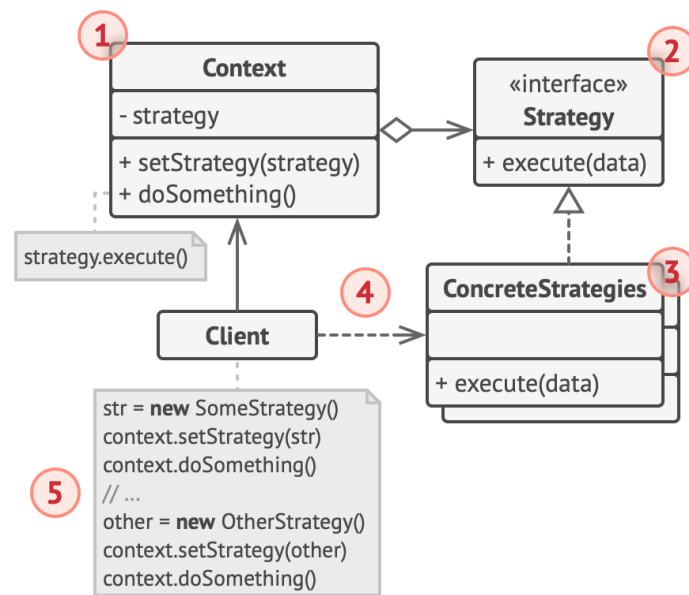 1
Context
- strategy
+ setStrategy(strategy)
+ doSomething()
strategy.execute()
2
«interface»
Strategy
+ execute(data)
3
ConcreteStrategies
+ execute(data)
4
Client
5
str = new SomeStrategy()
context.setStrategy(str)
context.doSomething()
// ...
other = new OtherStrategy()
context.setStrategy(other)
context.doSomething()